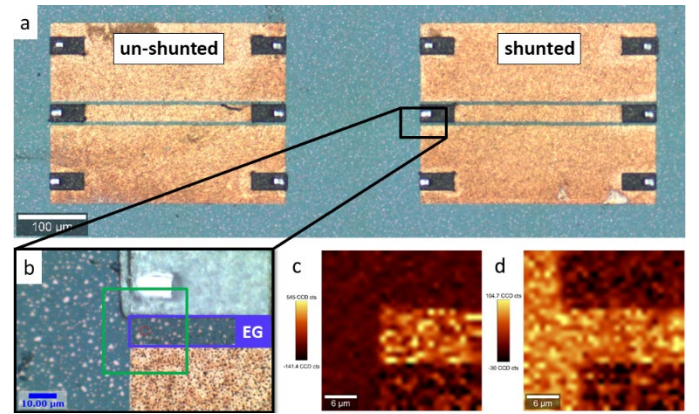 a
un-shunted
shunted
100 µm
b
EG
10.00 µm
c
545 CCD cts
-141.4 CCD cts
6 µm
d
104.7 CCD cts
-30 CCD cts
6 µm